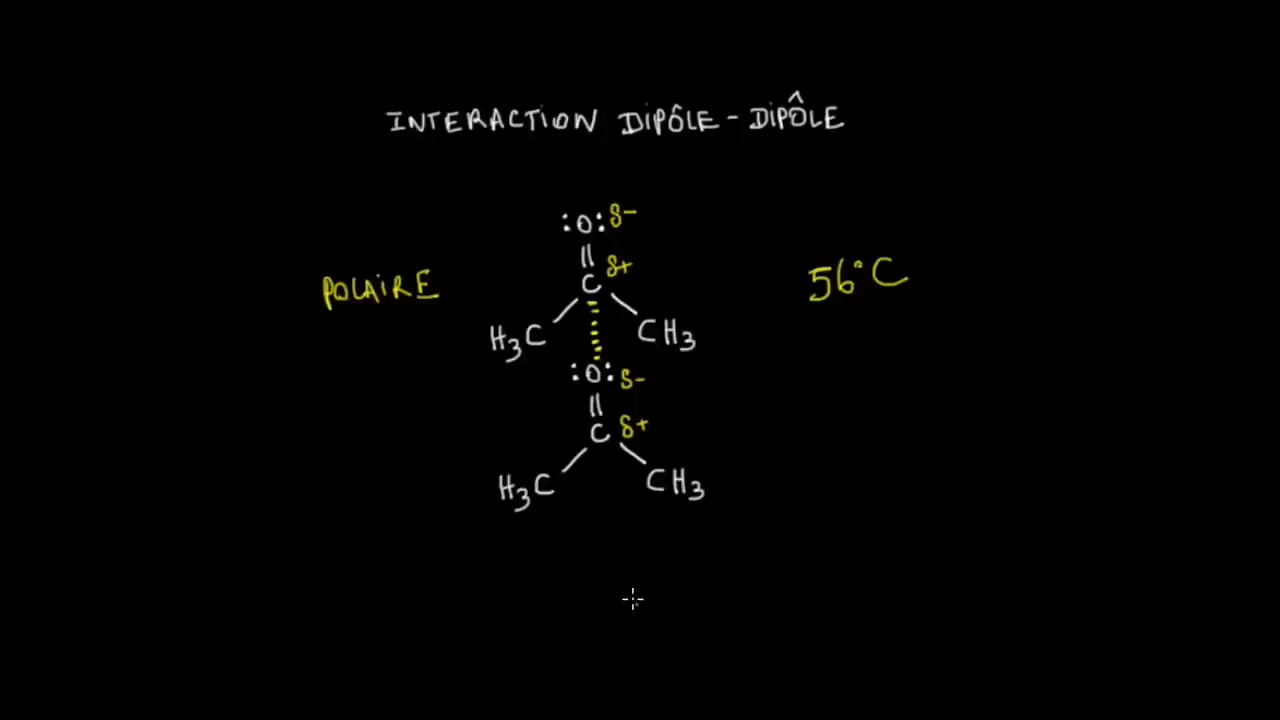 INTERACTION DIPÔLE - DIPÔLE
:O: δ-
C δ+
POLAIRE
56°C
H3C CH3
:O: δ-
C δ+
H3C CH3